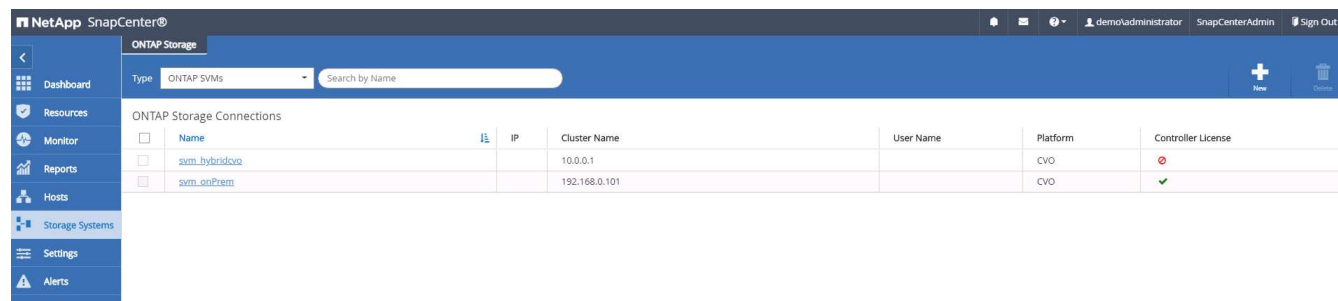 NetApp SnapCenter®
demo\administrator SnapCenterAdmin Sign Out
ONTAP Storage
Type ONTAP SVMs Search by Name
New Delete
Dashboard
Resources
Monitor
Reports
Hosts
Storage Systems
Settings
Alerts
ONTAP Storage Connections
Name IP Cluster Name User Name Platform Controller License
svm_hybridcvo 10.0.0.1 CVO
svm_onPrem 192.168.0.101 CVO